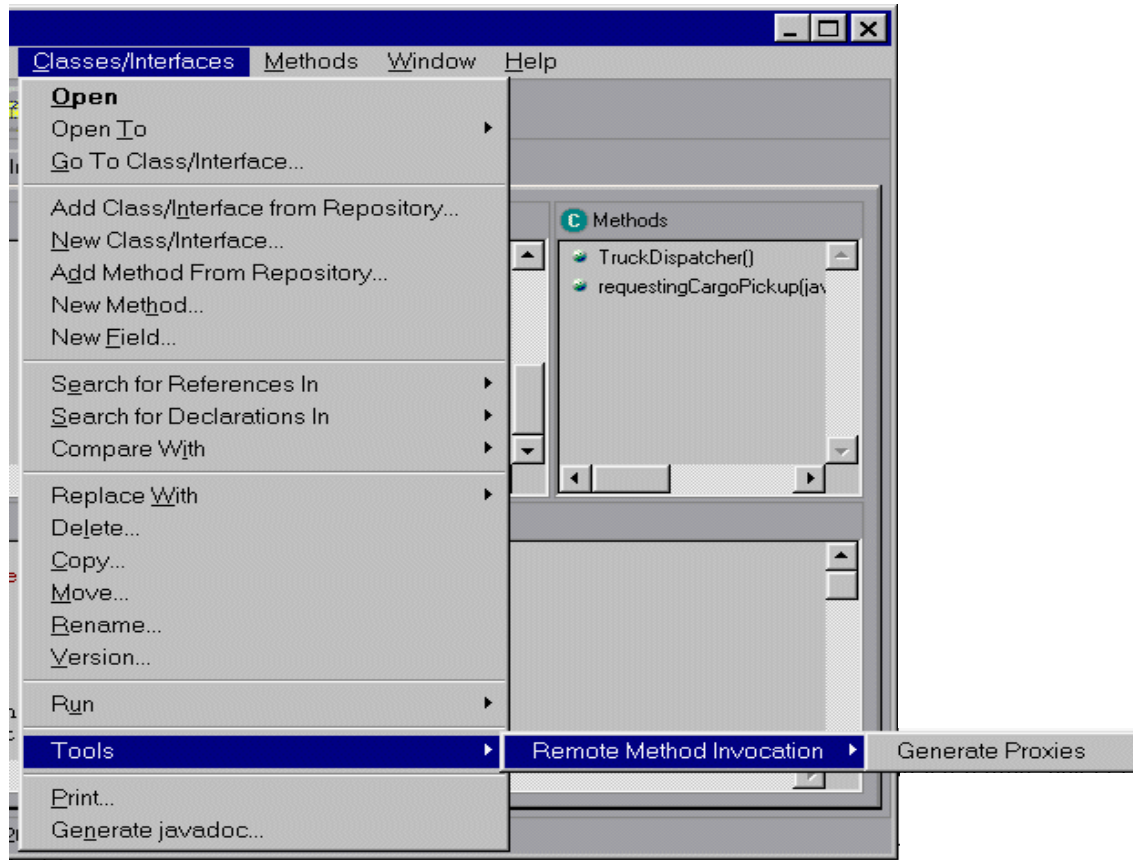 Classes/Interfaces Methods Window Help
Open
Open To
Go To Class/Interface...
Add Class/Interface from Repository...
New Class/Interface...
Add Method From Repository...
New Method...
New Field...
Search for References In
Search for Declarations In
Compare With
Replace With
Delete...
Copy...
Move...
Rename...
Version...
Run
Tools
Remote Method Invocation
Generate Proxies
Print...
Generate javadoc...
C Methods
TruckDispatcher()
requestingCargoPickup(jav